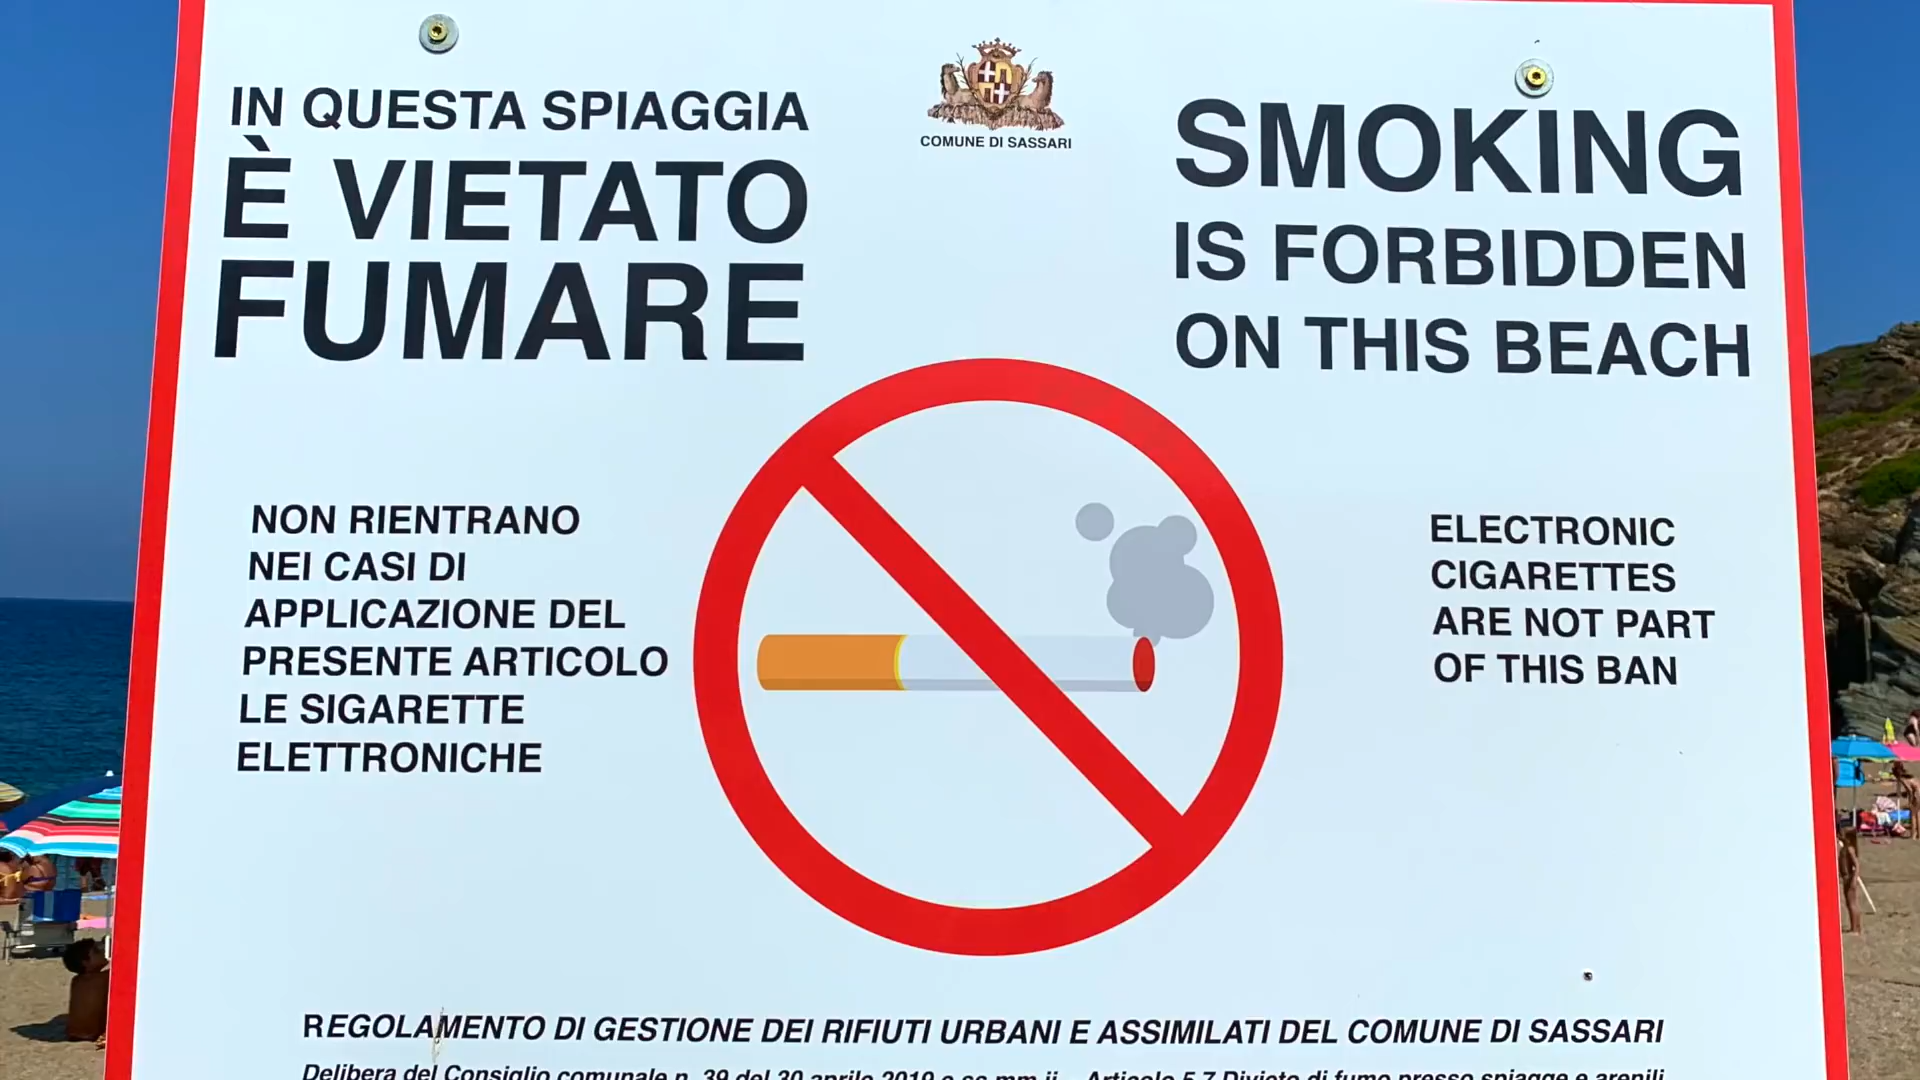 IN QUESTA SPIAGGIA
È VIETATO
FUMARE
COMUNE DI SASSARI
SMOKING
IS FORBIDDEN
ON THIS BEACH
NON RIENTRANO
NEI CASI DI
APPLICAZIONE DEL
PRESENTE ARTICOLO
LE SIGARETTE
ELETTRONICHE
ELECTRONIC
CIGARETTES
ARE NOT PART
OF THIS BAN
REGOLAMENTO DI GESTIONE DEI RIFIUTI URBANI E ASSIMILATI DEL COMUNE DI SASSARI
Delibera del Consiglio comunale n. 39 del 30 aprile 2019 e ss.mm.ii. - Articolo 5.7 Divieto di fumo presso spiagge e arenili